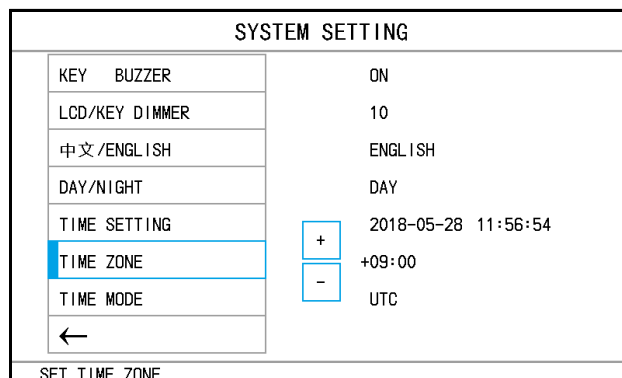 SYSTEM SETTING
KEY BUZZER ON
LCD/KEY DIMMER 10
中文/ENGLISH ENGLISH
DAY/NIGHT DAY
TIME SETTING 2018-05-28 11:56:54
+
TIME ZONE +09:00
-
TIME MODE UTC
←
SET TIME ZONE